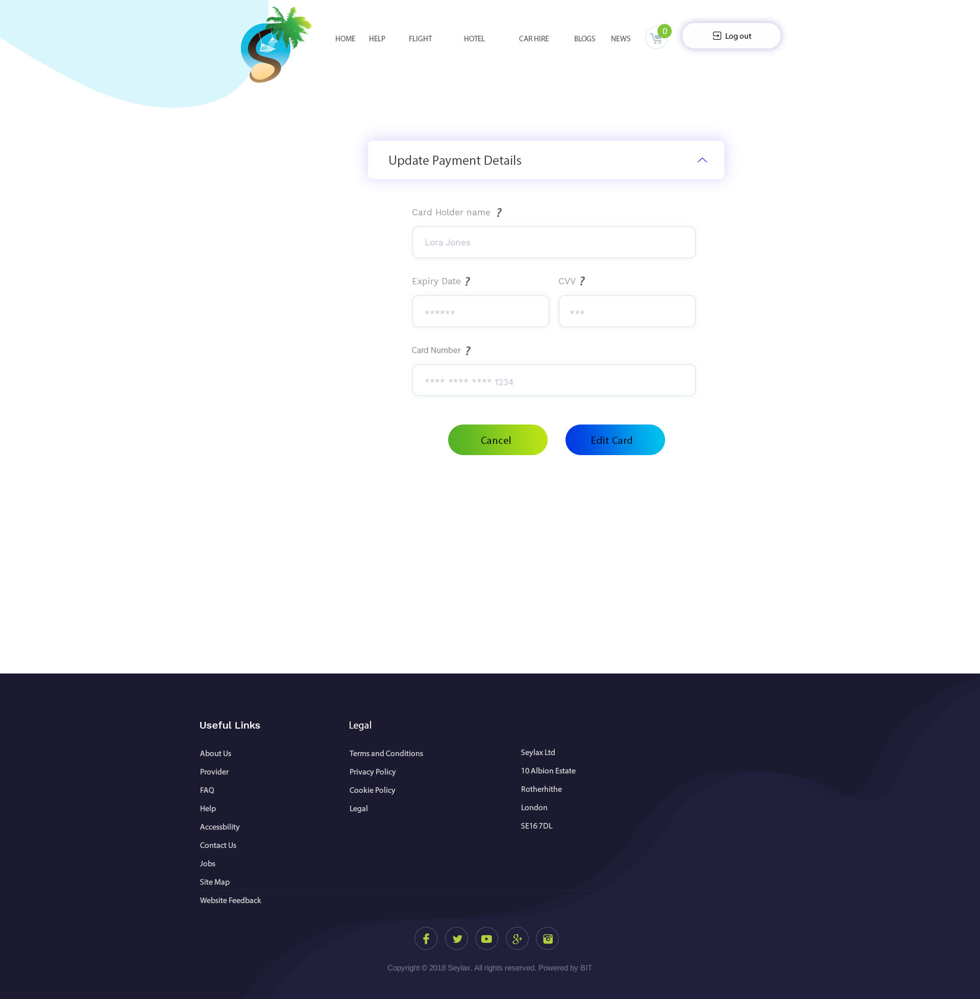 HOME HELP FLIGHT HOTEL CAR HIRE BLOGS NEWS 0 Log out
Update Payment Details
Card Holder name ?
Lora Jones
Expiry Date ? CVV ?
****** ***
Card Number ?
**** **** **** 1234
Cancel Edit Card
Useful Links Legal
About Us Terms and Conditions Seylax Ltd
Provider Privacy Policy 10 Albion Estate
FAQ Cookie Policy Rotherhithe
Help Legal London
Accessbility SE16 7DL
Contact Us
Jobs
Site Map
Website Feedback
Copyright © 2018 Seylax. All rights reserved. Powered by BIT